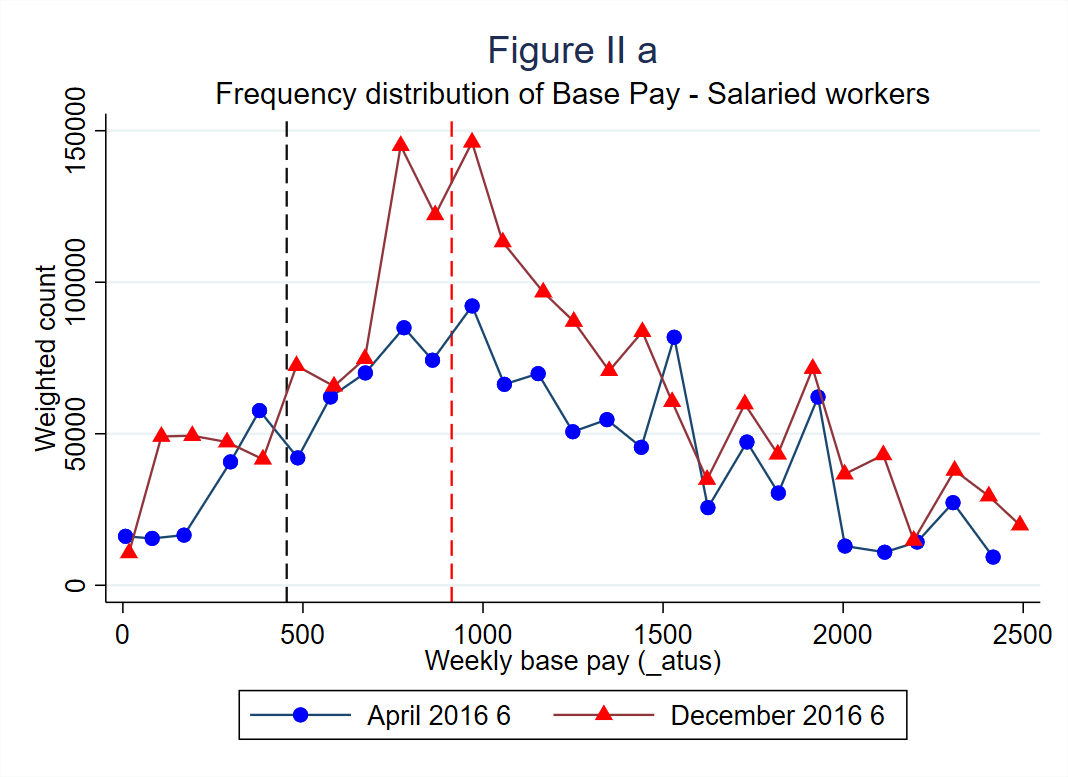 Figure II a
Frequency distribution of Base Pay - Salaried workers
Weighted count
150000
100000
50000
0
0 500 1000 1500 2000 2500
Weekly base pay (_atus)
April 2016 6 December 2016 6